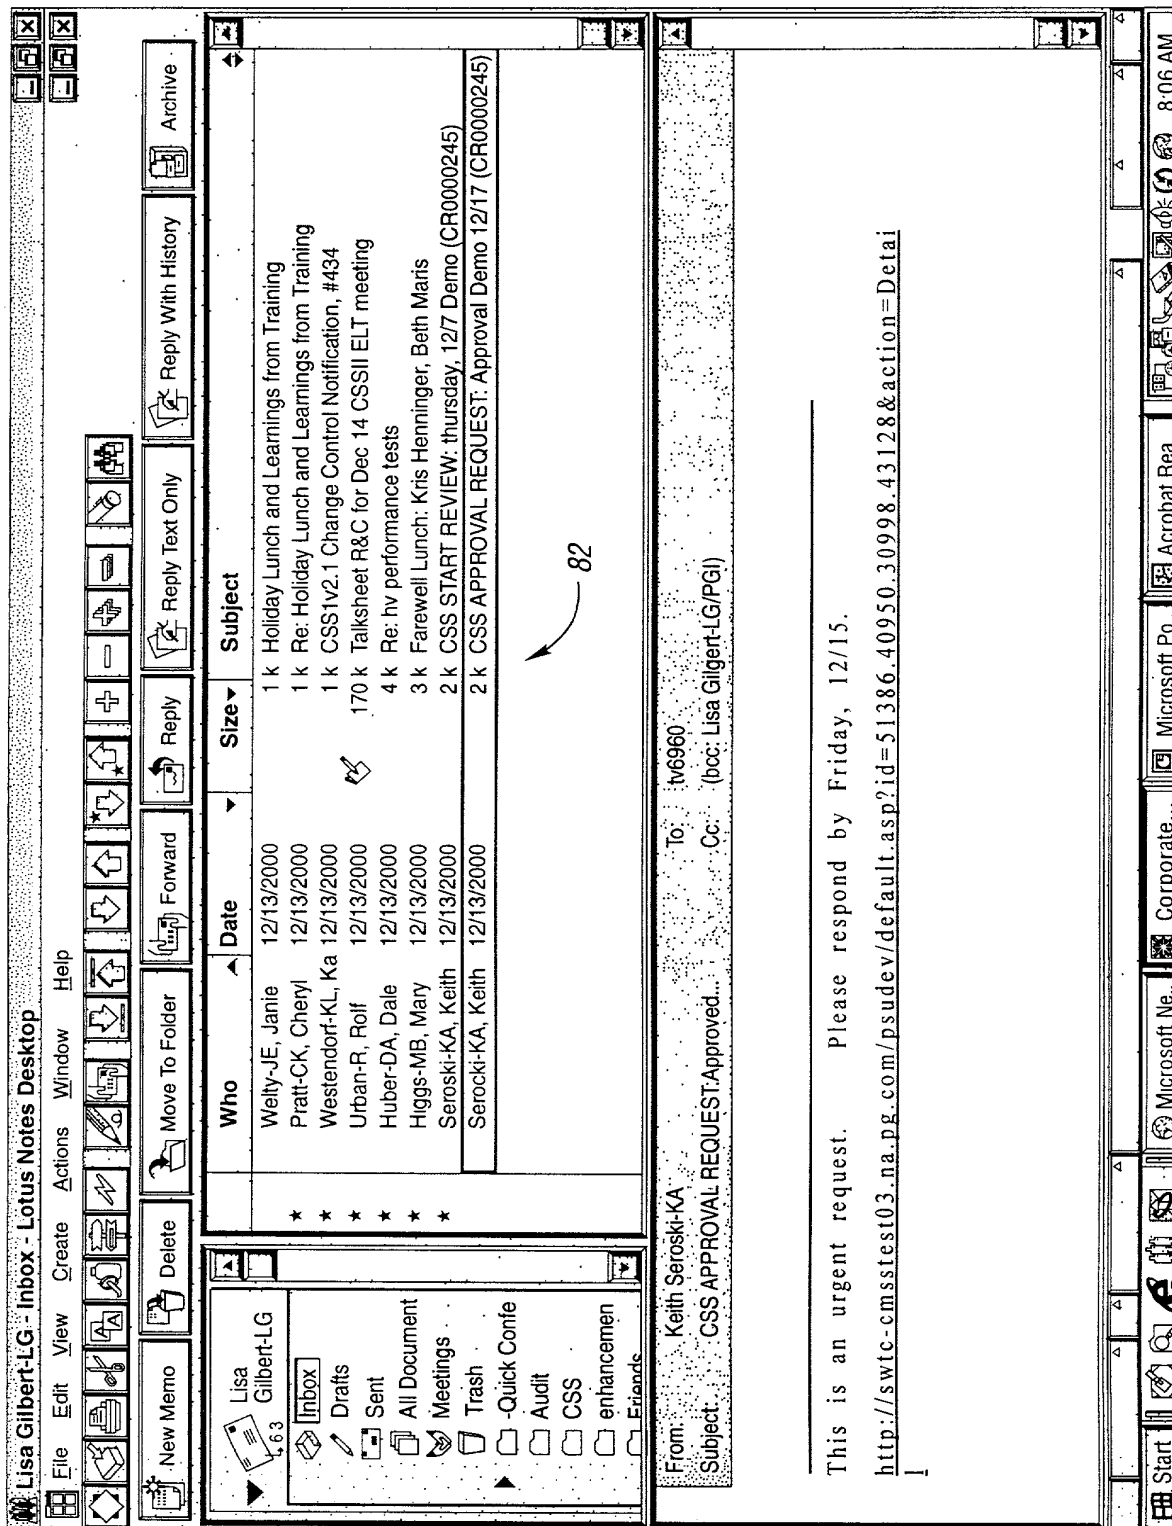 Lisa Gilbert-LG - Inbox - Lotus Notes Desktop
File Edit View Create Actions Window Help
New Memo Delete Move To Folder Forward Reply Reply Text Only Reply With History Archive
Lisa
Gilbert-LG
63
Inbox
Drafts
Sent
All Document
Meetings
Trash
-Quick Confe
Audit
CSS
enhancemen
Friends
Who Date Size Subject
Welty-JE, Janie 12/13/2000 1 k Holiday Lunch and Learnings from Training
Pratt-CK, Cheryl 12/13/2000 1 k Re: Holiday Lunch and Learnings from Training
Westendorf-KL, Ka 12/13/2000 1 k CSS1v2.1 Change Control Notification, #434
Urban-R, Rolf 12/13/2000 170 k Talksheet R&C for Dec 14 CSSII ELT meeting
Huber-DA, Dale 12/13/2000 4 k Re: hv performance tests
Higgs-MB, Mary 12/13/2000 3 k Farewell Lunch: Kris Henninger, Beth Maris
Seroski-KA, Keith 12/13/2000 2 k CSS START REVIEW: thursday, 12/7 Demo (CR0000245)
Serocki-KA, Keith 12/13/2000 2 k CSS APPROVAL REQUEST: Approval Demo 12/17 (CR0000245)
82
From: Keith Seroski-KA To: tv6960
Subject: CSS APPROVAL REQUEST:Approved... Cc: (bcc: Lisa Gilgert-LG/PGI)
This is an urgent request. Please respond by Friday, 12/15.
http://swtc-cmsstest03.na.pg.com/psudev/default.asp?id=51386.40950.30998.43128&action=Detai
l
Start Microsoft Ne... Corporate... Microsoft Po... Acrobat Rea... 8:06 AM